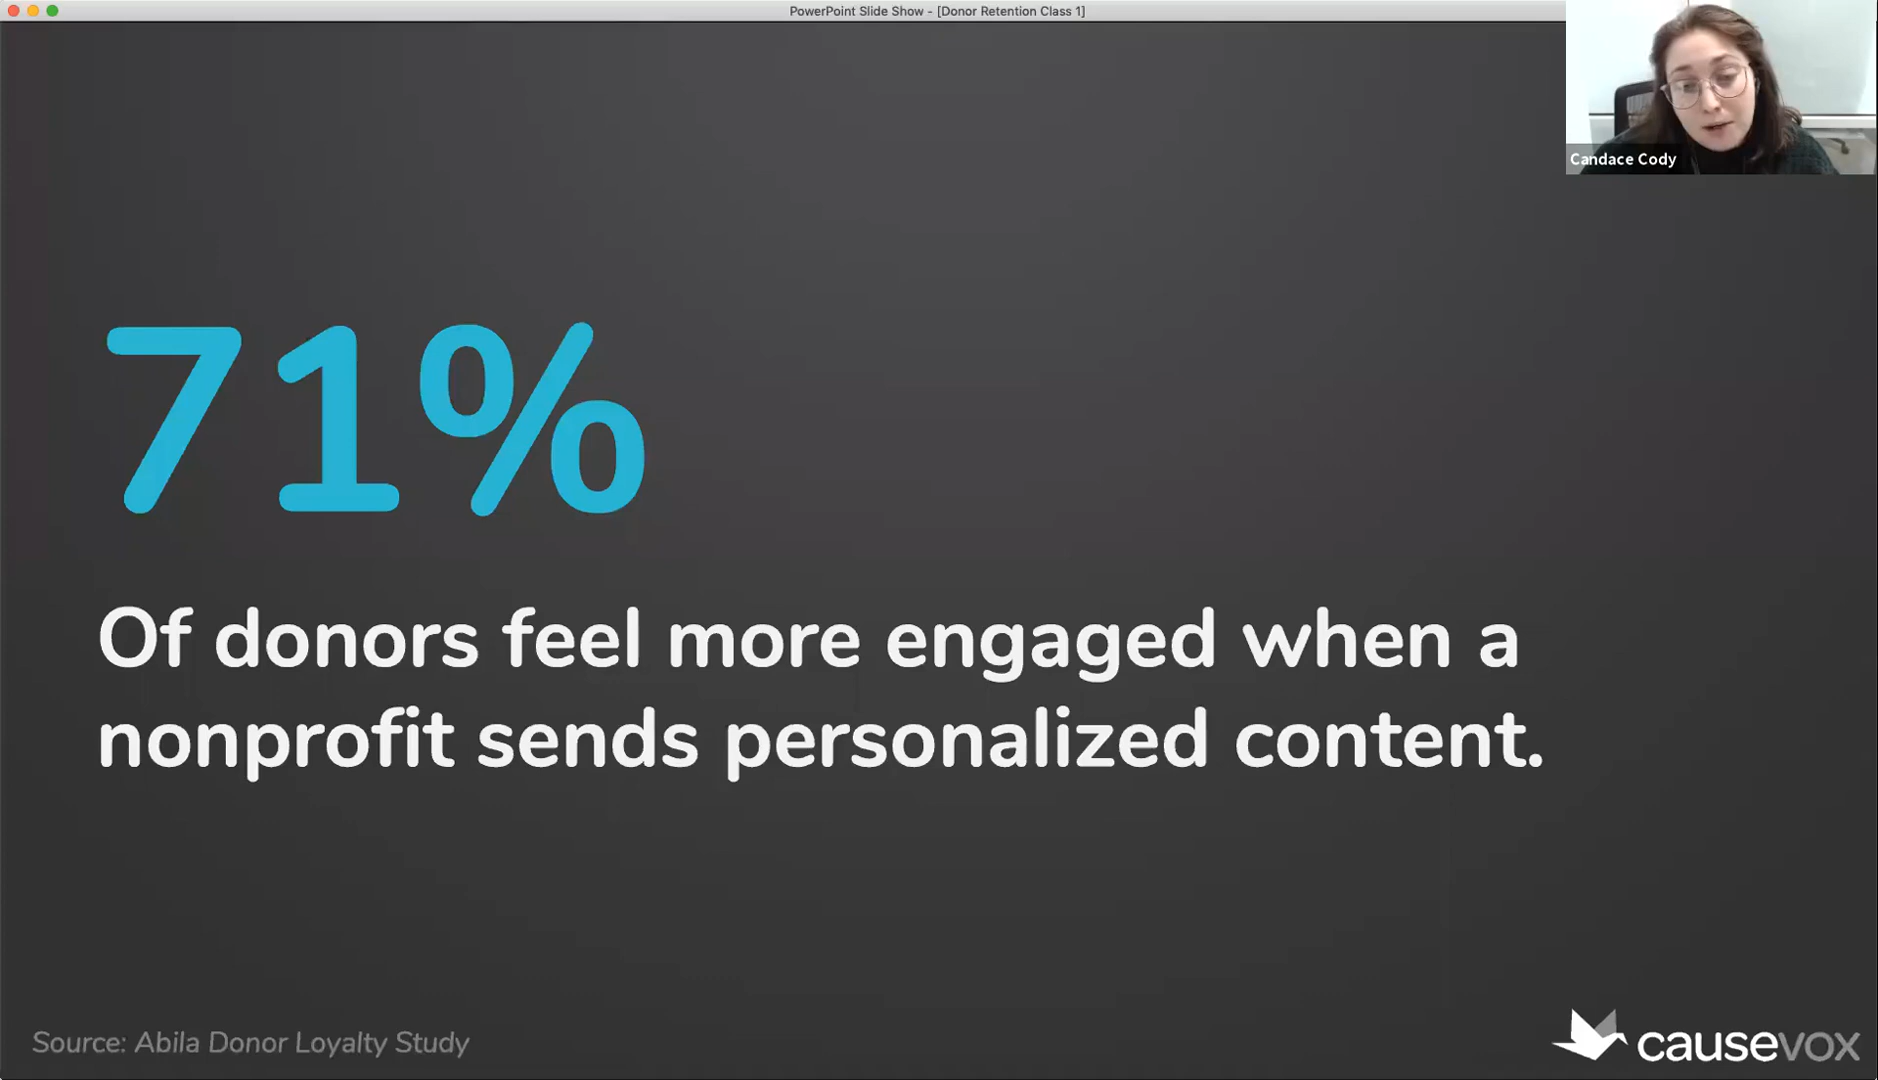 PowerPoint Slide Show - [Donor Retention Class 1]
Candace Cody
71%
Of donors feel more engaged when a
nonprofit sends personalized content.
Source: Abila Donor Loyalty Study
causevox